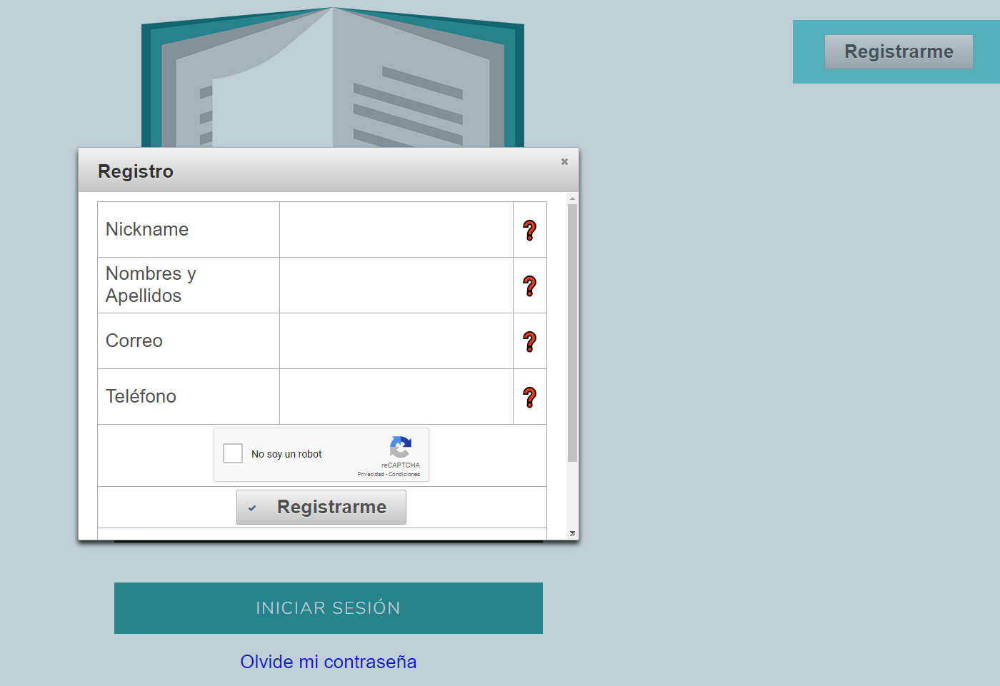 Registrarme
Registro
Nickname
Nombres y
Apellidos
Correo
Teléfono
No soy un robot
reCAPTCHA
Privacidad - Condiciones
Registrarme
INICIAR SESIÓN
Olvide mi contraseña